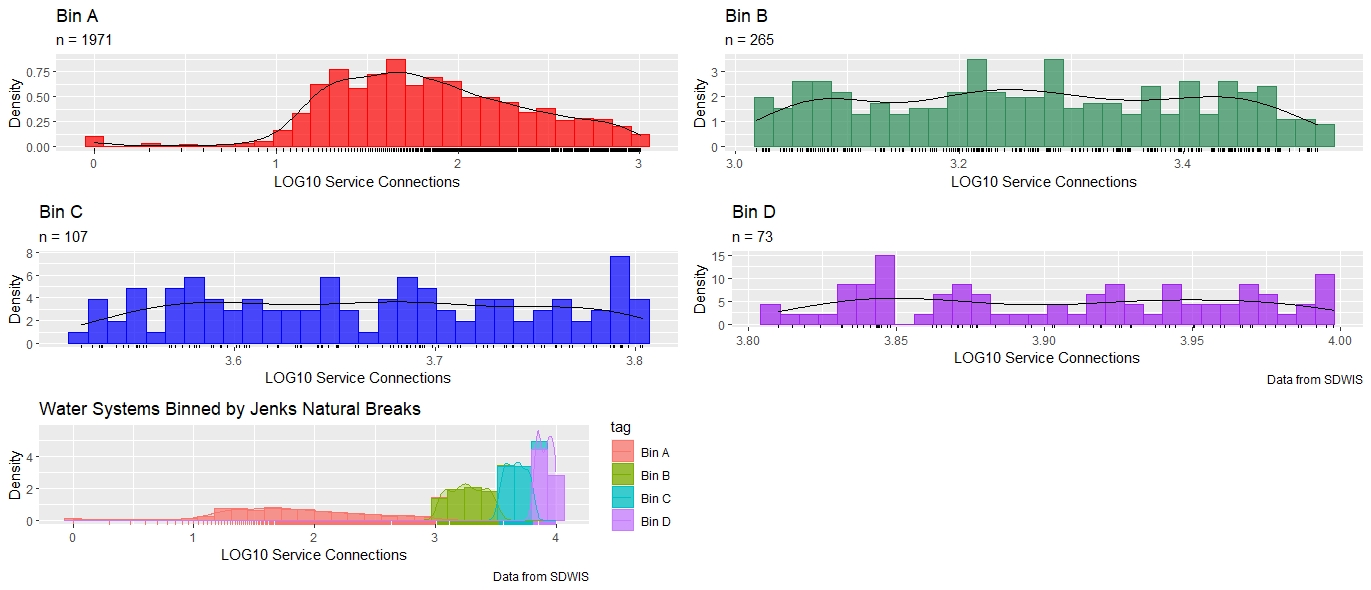 Bin A
n = 1971
Density
0.75
0.50
0.25
0.00
0
1
2
3
LOG10 Service Connections
Bin B
n = 265
Density
3
2
1
0
3.0
3.2
3.4
LOG10 Service Connections
Bin C
n = 107
Density
8
6
4
2
0
3.6
3.7
3.8
LOG10 Service Connections
Bin D
n = 73
Density
15
10
5
0
3.80
3.85
3.90
3.95
4.00
LOG10 Service Connections
Data from SDWIS
Water Systems Binned by Jenks Natural Breaks
Density
4
2
0
0
1
2
3
4
LOG10 Service Connections
tag
Bin A
Bin B
Bin C
Bin D
Data from SDWIS